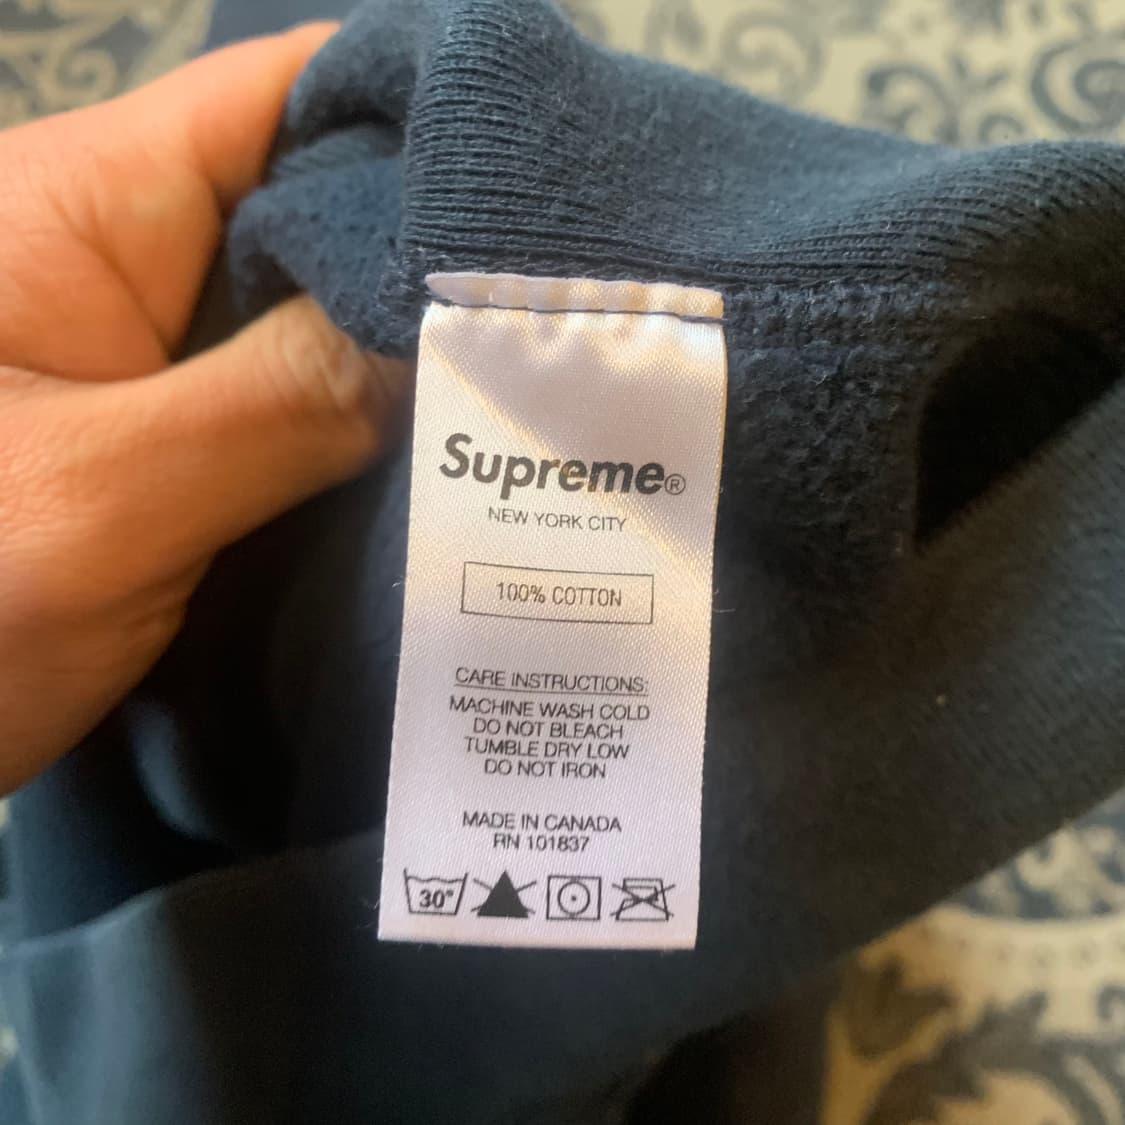 Supreme®
NEW YORK CITY
100% COTTON
CARE INSTRUCTIONS:
MACHINE WASH COLD
DO NOT BLEACH
TUMBLE DRY LOW
DO NOT IRON
MADE IN CANADA
RN 101837
30°